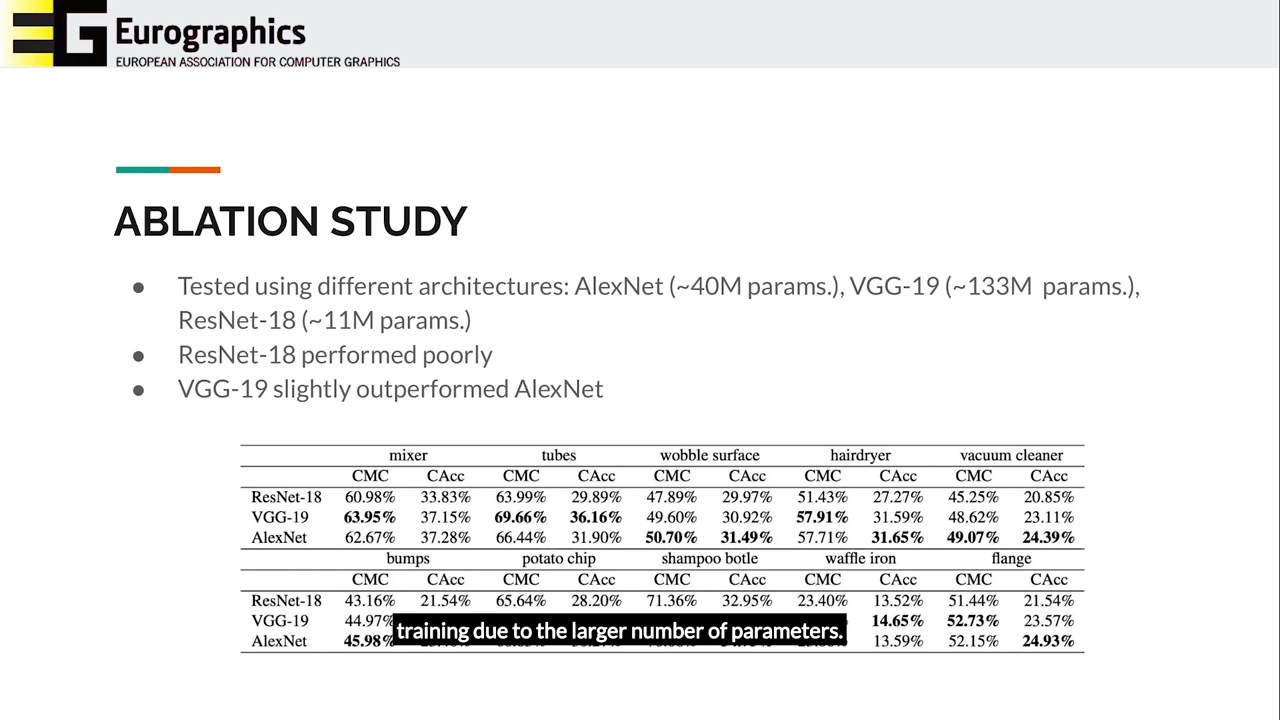 Eurographics
EUROPEAN ASSOCIATION FOR COMPUTER GRAPHICS
ABLATION STUDY
● Tested using different architectures: AlexNet (~40M params.), VGG-19 (~133M params.),
ResNet-18 (~11M params.)
● ResNet-18 performed poorly
● VGG-19 slightly outperformed AlexNet
mixer tubes wobble surface hairdryer vacuum cleaner
CMC CAcc CMC CAcc CMC CAcc CMC CAcc CMC CAcc
ResNet-18 60.98% 33.83% 63.99% 29.89% 47.89% 29.97% 51.43% 27.27% 45.25% 20.85%
VGG-19 63.95% 37.15% 69.66% 36.16% 49.60% 30.92% 57.91% 31.59% 48.62% 23.11%
AlexNet 62.67% 37.28% 66.44% 31.90% 50.70% 31.49% 57.71% 31.65% 49.07% 24.39%
bumps potato chip shampoo botle waffle iron flange
CMC CAcc CMC CAcc CMC CAcc CMC CAcc CMC CAcc
ResNet-18 43.16% 21.54% 65.64% 28.20% 71.36% 32.95% 23.40% 13.52% 51.44% 21.54%
VGG-19 44.97% 14.65% 52.73% 23.57%
training due to the larger number of parameters.
AlexNet 45.98% 13.59% 52.15% 24.93%